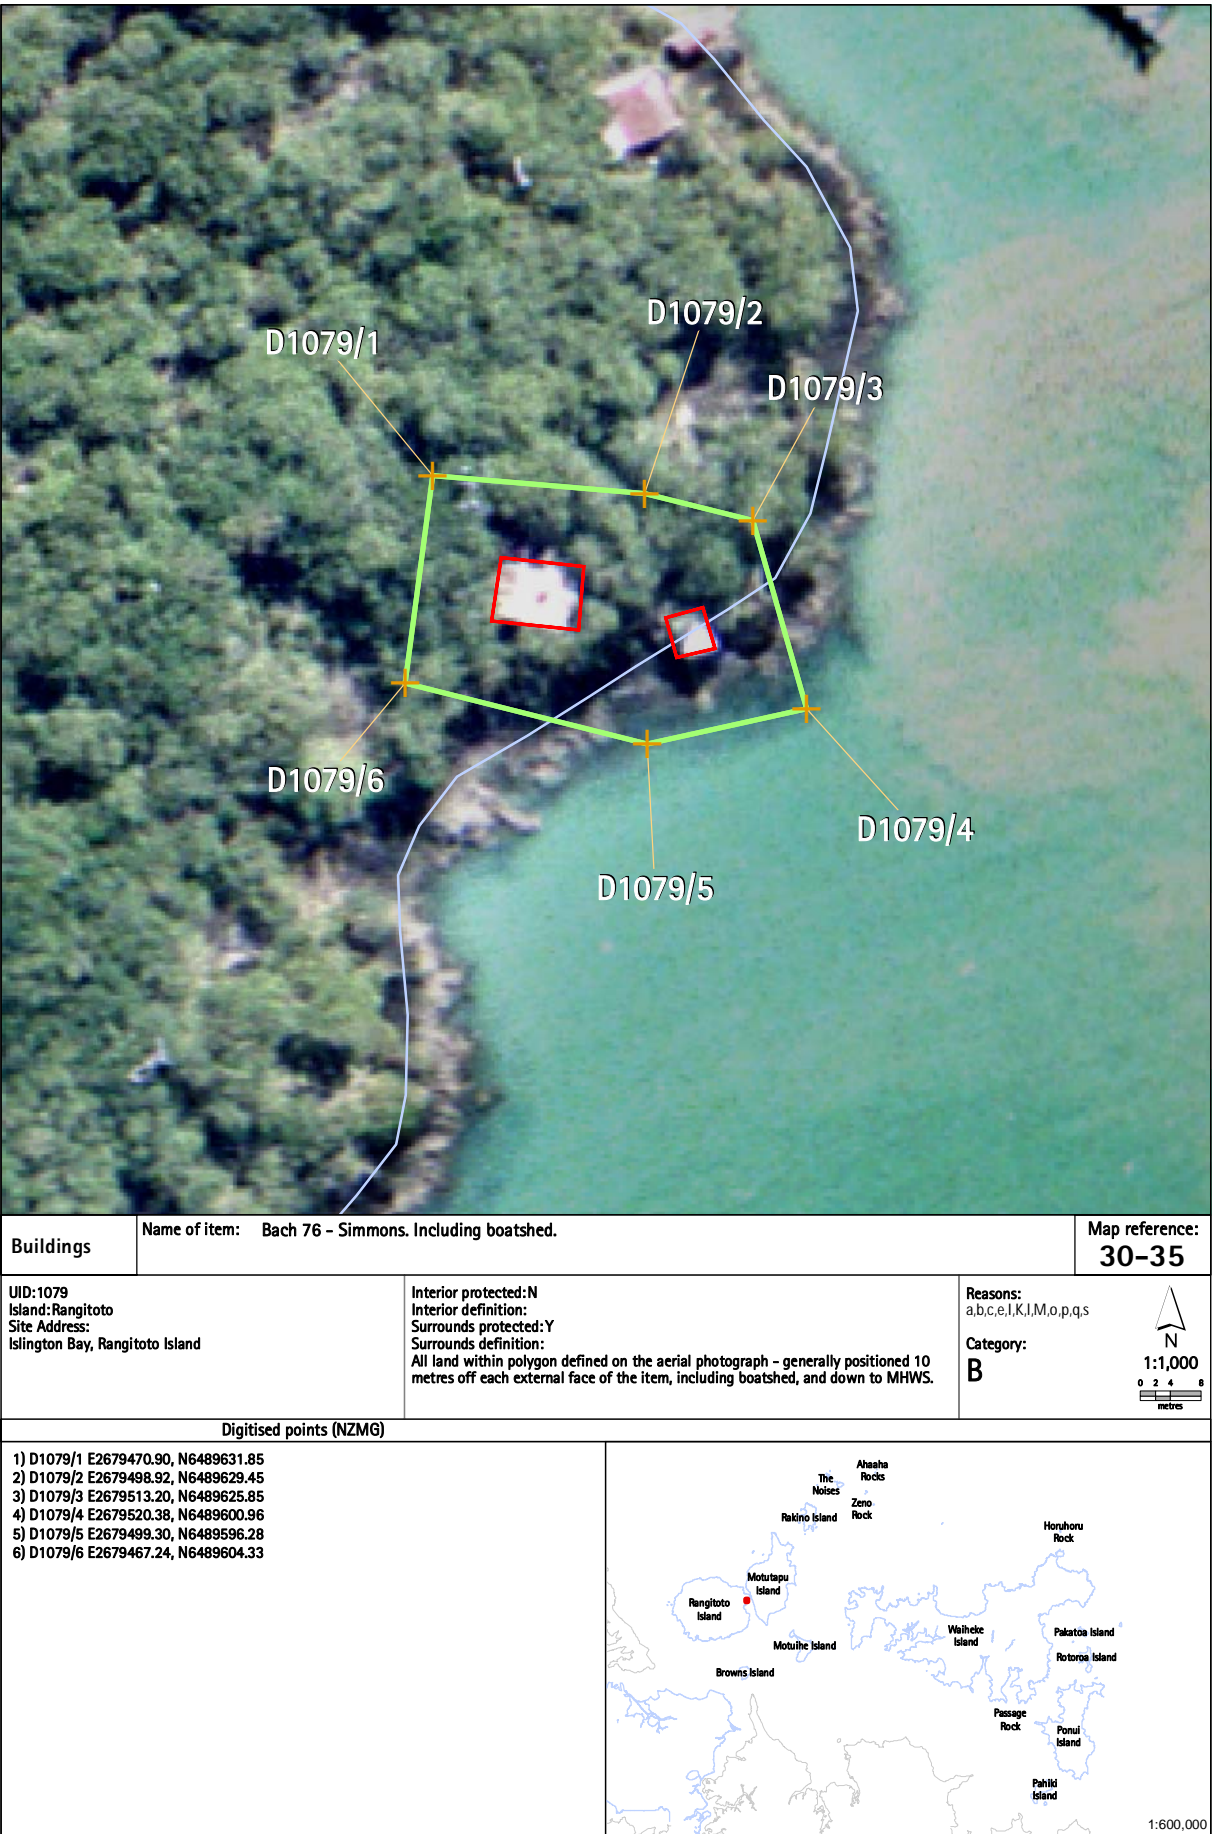 D1079/2
D1079/1
D1079/3
D1079/6
D1079/4
D1079/5
Buildings
Name of item: Bach 76 - Simmons. Including boatshed.
Map reference:
30-35
UID:1079
Island:Rangitoto
Site Address:
Islington Bay, Rangitoto Island
Interior protected:N
Interior definition:
Surrounds protected:Y
Surrounds definition:
All land within polygon defined on the aerial photograph - generally positioned 10
metres off each external face of the item, including boatshed, and down to MHWS.
Reasons:
a,b,c,e,I,K,l,M,o,p,q,s
Category:
B
N
1:1,000
0 2 4 8
metres
Digitised points (NZMG)
1) D1079/1 E2679470.90, N6489631.85
2) D1079/2 E2679498.92, N6489629.45
3) D1079/3 E2679513.20, N6489625.85
4) D1079/4 E2679520.38, N6489600.96
5) D1079/5 E2679499.30, N6489596.28
6) D1079/6 E2679467.24, N6489604.33
Ahaaha
Rocks
The
Noises
Zeno
Rock
Rakino Island
Horuhoru
Rock
Motutapu
Island
Rangitoto
Island
Waiheke
Island
Pakatoa Island
Motuihe Island
Rotoroa Island
Browns Island
Passage
Rock
Ponui
Island
Pahiki
Island
1:600,000